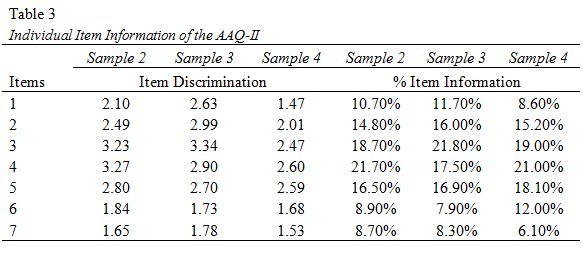 Table 3
Individual Item Information of the AAQ-II
Sample 2 Sample 3 Sample 4 Sample 2 Sample 3 Sample 4
Items Item Discrimination % Item Information
1 2.10 2.63 1.47 10.70% 11.70% 8.60%
2 2.49 2.99 2.01 14.80% 16.00% 15.20%
3 3.23 3.34 2.47 18.70% 21.80% 19.00%
4 3.27 2.90 2.60 21.70% 17.50% 21.00%
5 2.80 2.70 2.59 16.50% 16.90% 18.10%
6 1.84 1.73 1.68 8.90% 7.90% 12.00%
7 1.65 1.78 1.53 8.70% 8.30% 6.10%